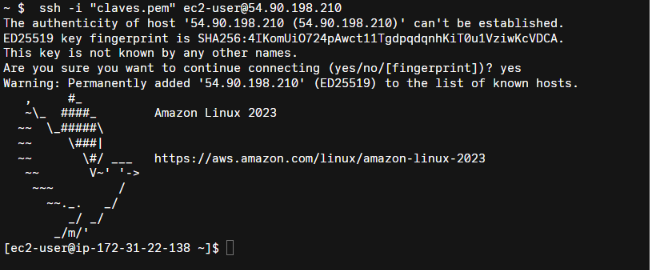 ~ $  ssh -i "claves.pem" ec2-user@54.90.198.210
The authenticity of host '54.90.198.210 (54.90.198.210)' can't be established.
ED25519 key fingerprint is SHA256:4IKomUiO724pAwct11TgdpqdqnhKiT0u1VziwKcVDCA.
This key is not known by any other names.
Are you sure you want to continue connecting (yes/no/[fingerprint])? yes
Warning: Permanently added '54.90.198.210' (ED25519) to the list of known hosts.
   ,     #_
   ~\_  ####_        Amazon Linux 2023
  ~~  \_#####\
  ~~     \###|
  ~~       \#/ ___   https://aws.amazon.com/linux/amazon-linux-2023
   ~~       V~' '->
    ~~~         /
      ~~._.   _/
         _/ _/
       _/m/'
[ec2-user@ip-172-31-22-138 ~]$